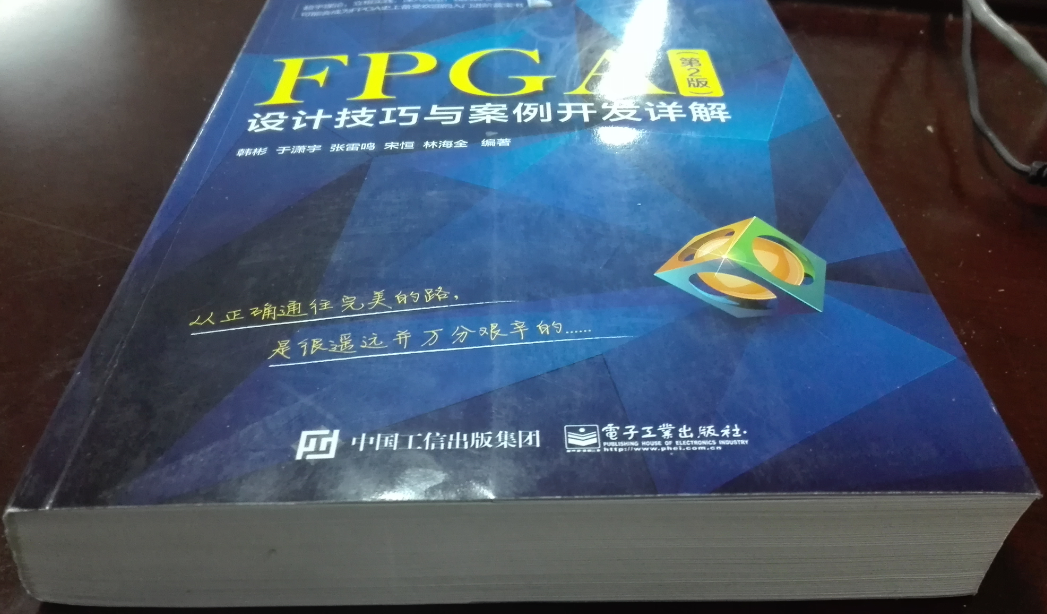 FPGA (第2版)
设计技巧与案例开发详解
韩彬 于潇宇 张雷鸣 宋恒 林海全 编著
从正确通往完美的路，
是很遥远并万分艰辛的……
中国工信出版集团
電子工業出版社.
PUBLISHING HOUSE OF ELECTRONICS INDUSTRY
http://www.phei.com.cn